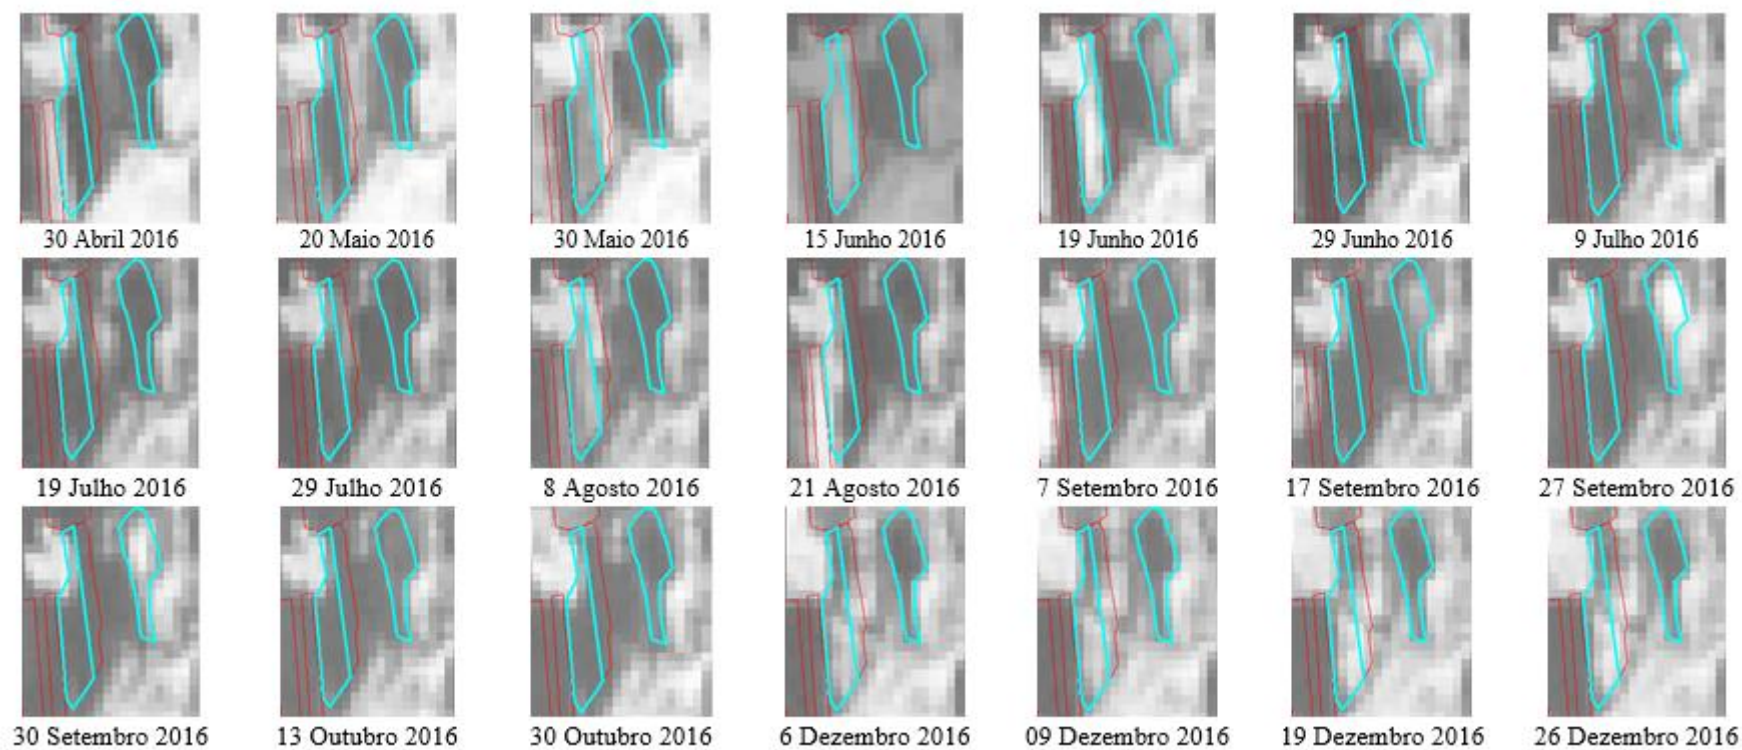 30 Abril 2016
20 Maio 2016
30 Maio 2016
15 Junho 2016
19 Junho 2016
29 Junho 2016
9 Julho 2016
19 Julho 2016
29 Julho 2016
8 Agosto 2016
21 Agosto 2016
7 Setembro 2016
17 Setembro 2016
27 Setembro 2016
30 Setembro 2016
13 Outubro 2016
30 Outubro 2016
6 Dezembro 2016
09 Dezembro 2016
19 Dezembro 2016
26 Dezembro 2016